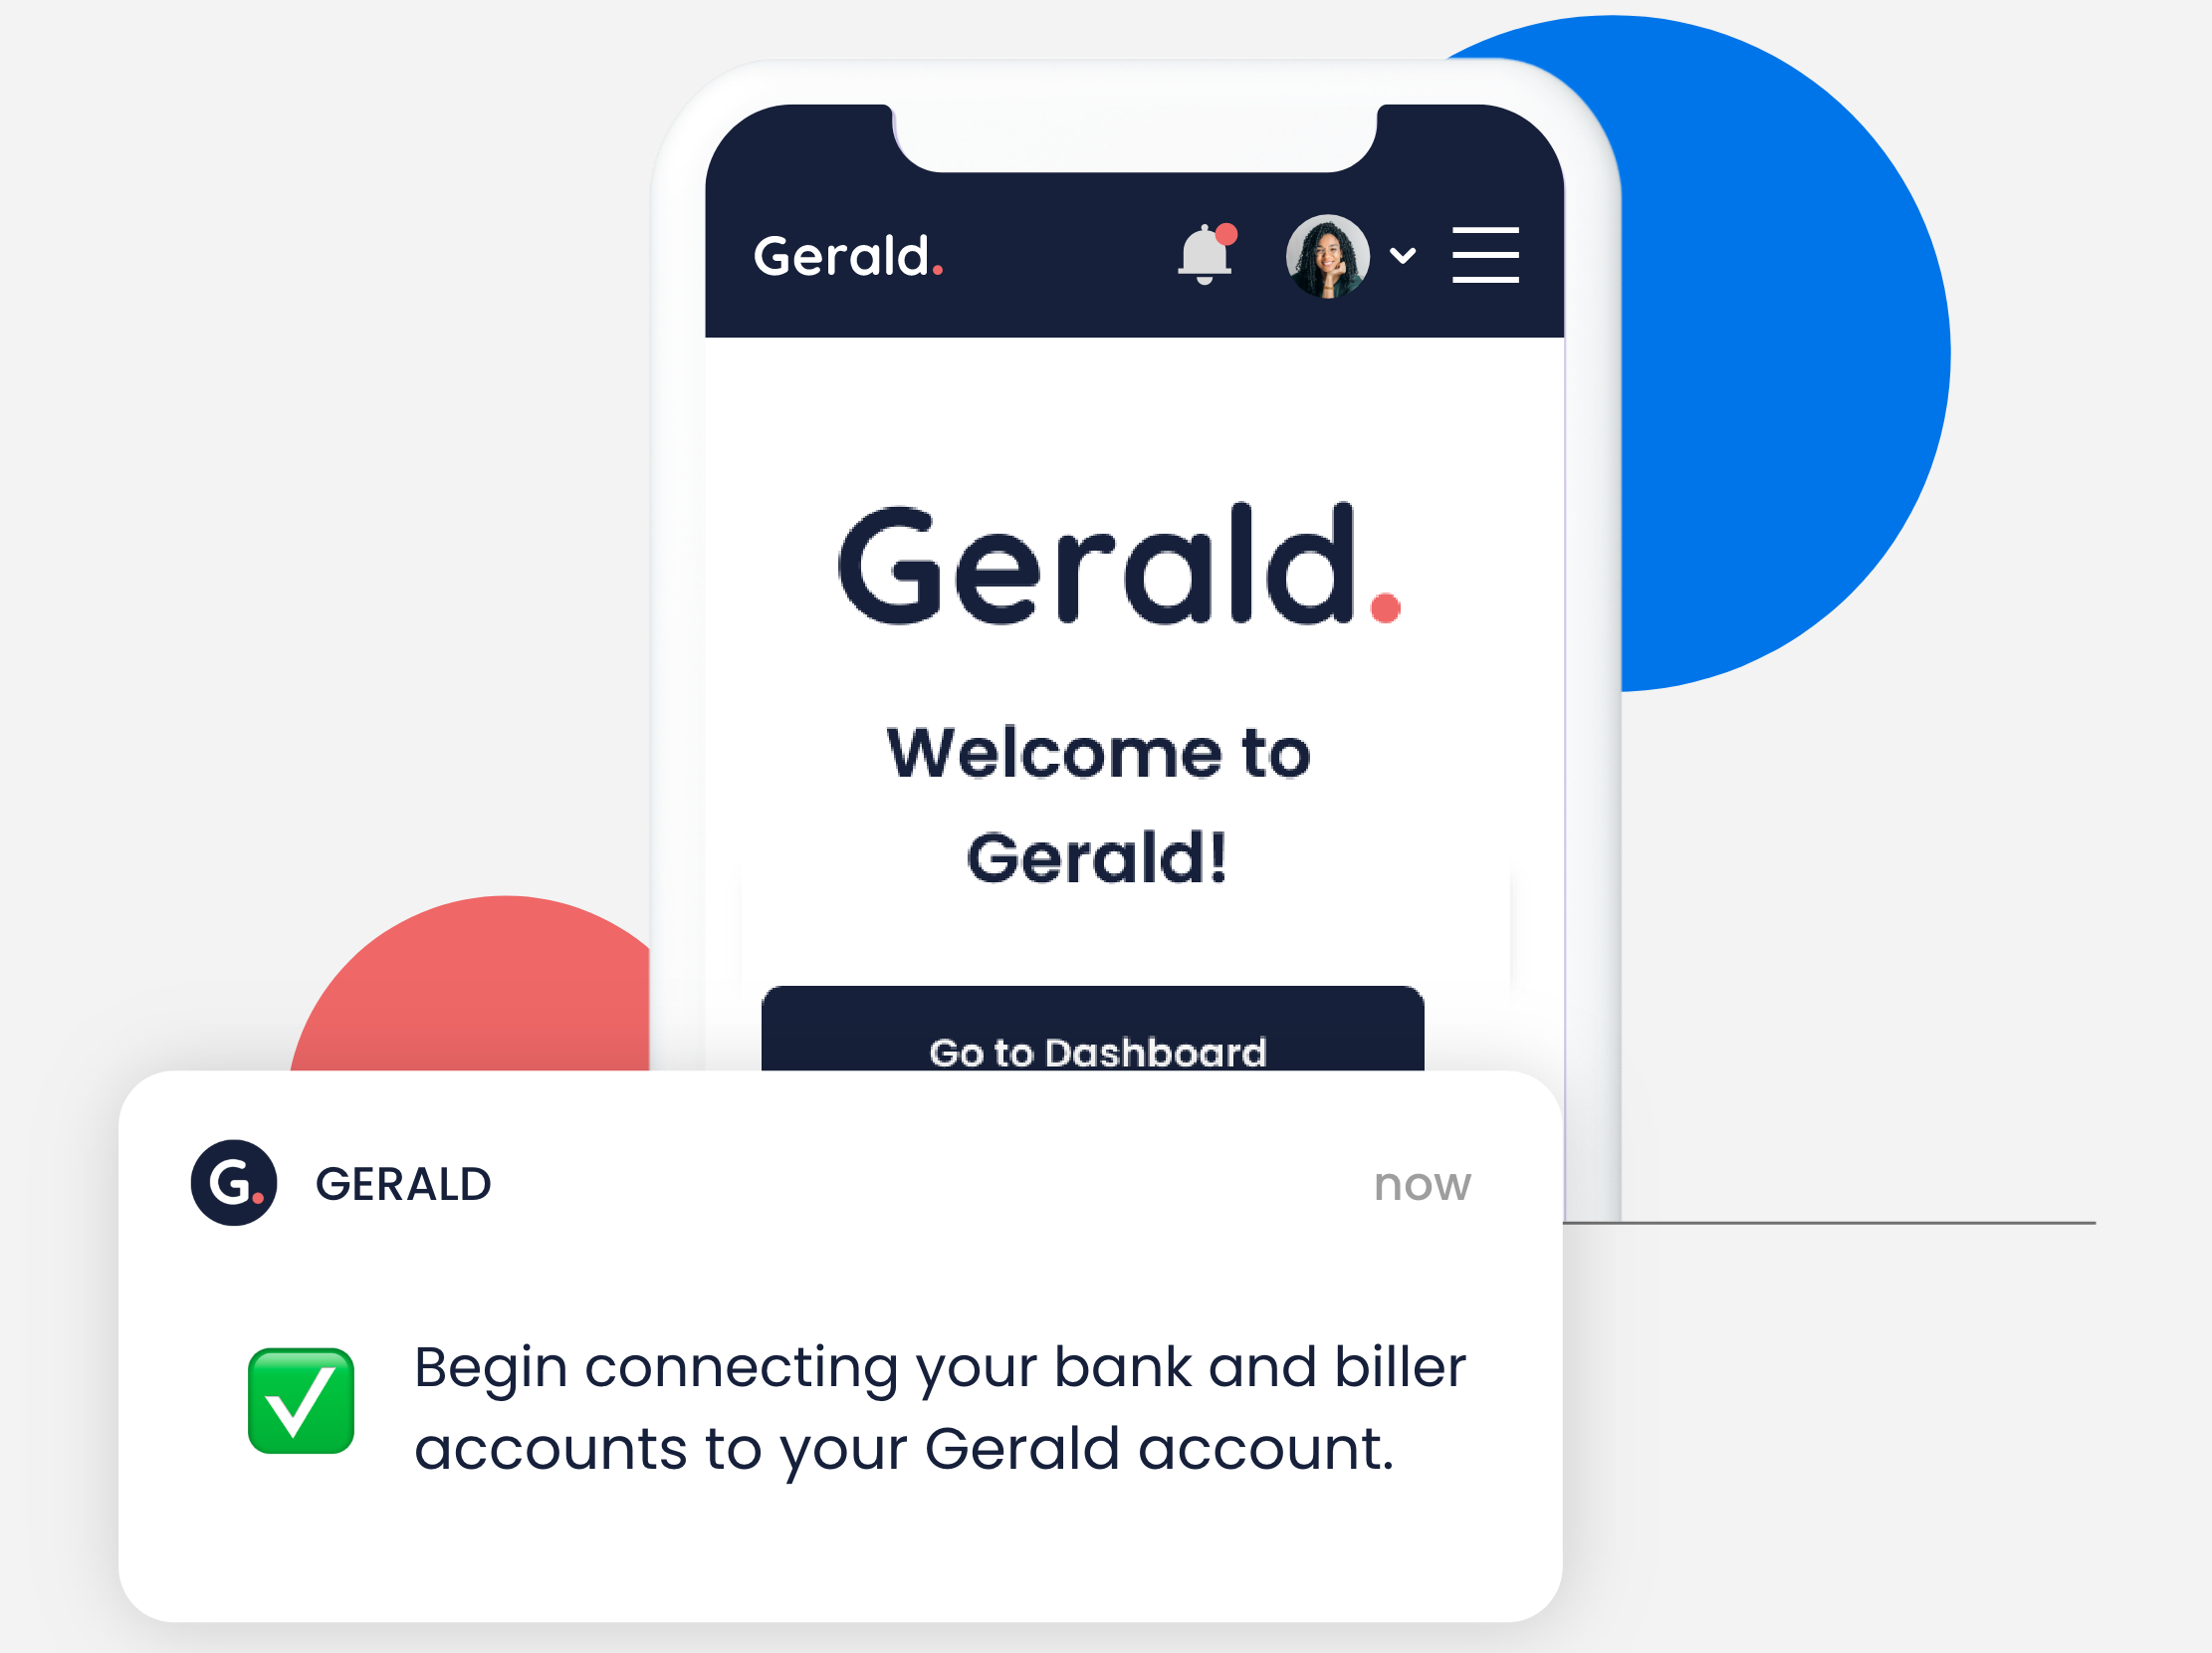 Gerald.
Gerald.
Welcome to
Gerald!
Go to Dashboard
G. GERALD now
Begin connecting your bank and biller
accounts to your Gerald account.